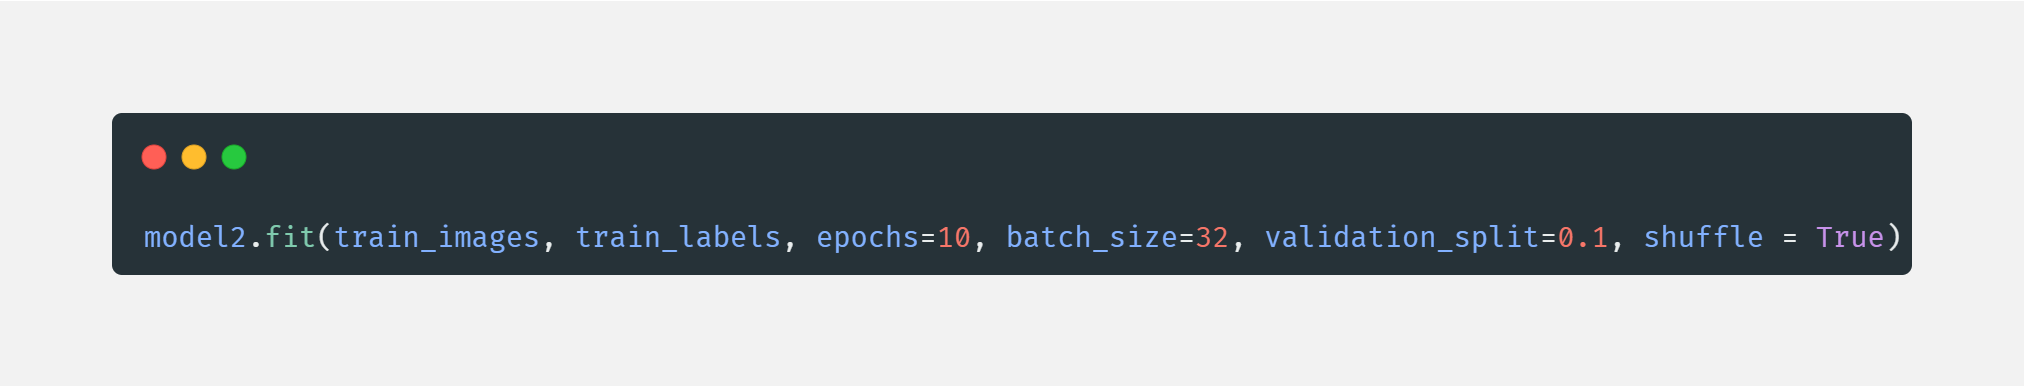 model2.fit(train_images, train_labels, epochs=10, batch_size=32, validation_split=0.1, shuffle = True)